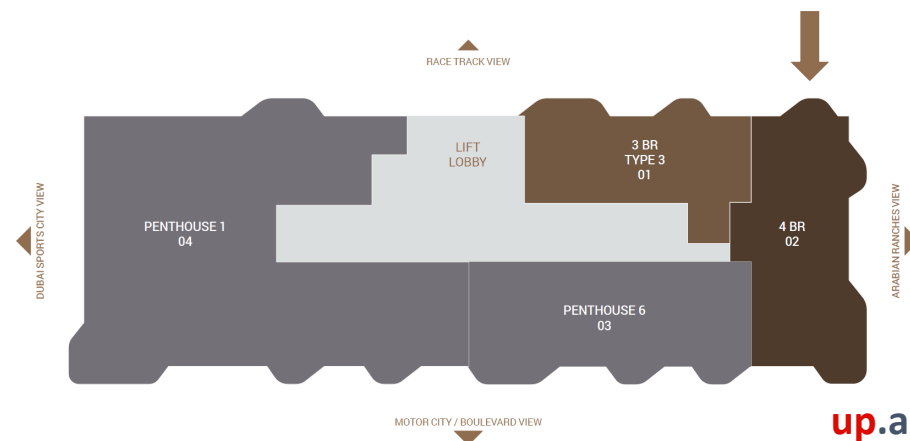 RACE TRACK VIEW
LIFT
LOBBY
3 BR
TYPE 3
01
PENTHOUSE 1
04
4 BR
02
DUBAI SPORTS CITY VIEW
ARABIAN RANCHES VIEW
PENTHOUSE 6
03
MOTOR CITY / BOULEVARD VIEW
up.a